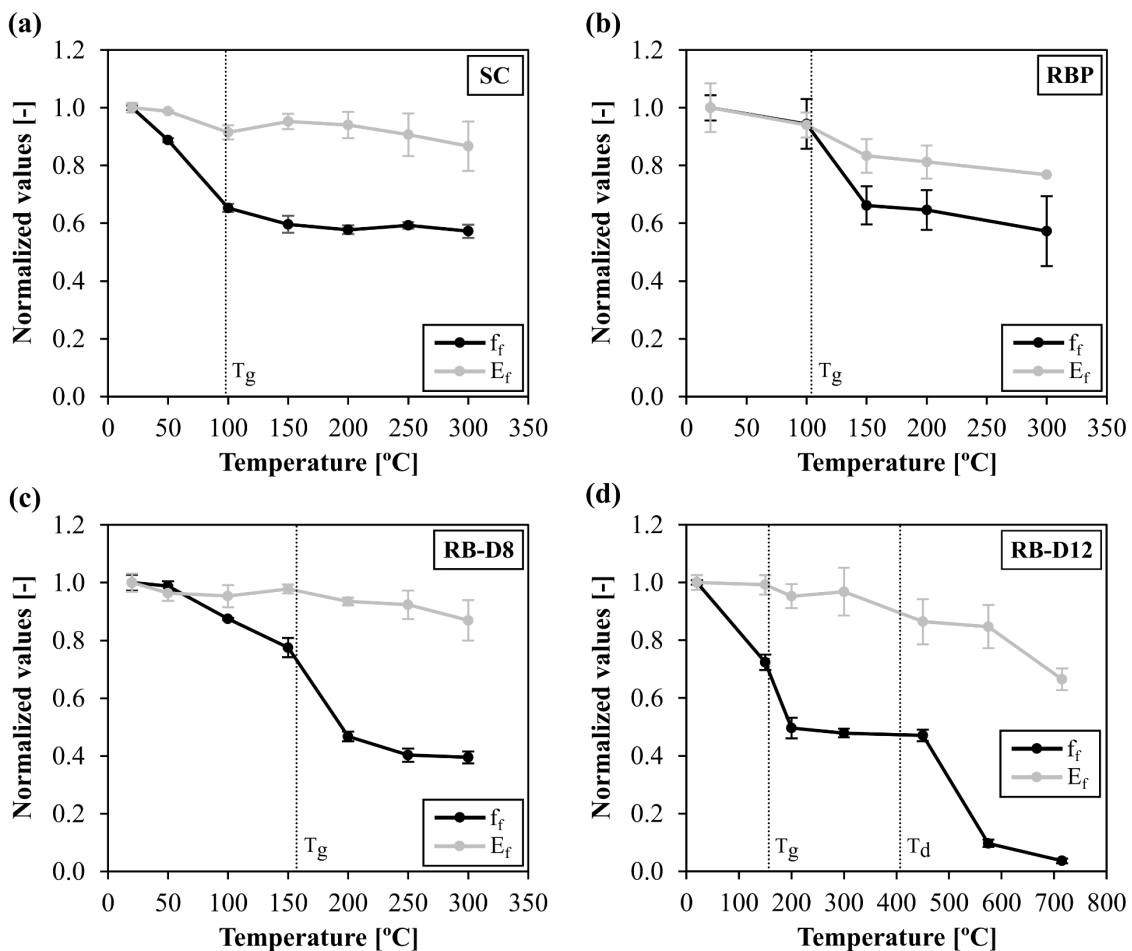 (a)
SC
Normalized values [-]
1.2
1.0
0.8
0.6
0.4
0.2
0.0
Tg
ff
Ef
0 50 100 150 200 250 300 350
Temperature [ºC]
(b)
RBP
Normalized values [-]
1.2
1.0
0.8
0.6
0.4
0.2
0.0
Tg
ff
Ef
0 50 100 150 200 250 300 350
Temperature [ºC]
(c)
RB-D8
Normalized values [-]
1.2
1.0
0.8
0.6
0.4
0.2
0.0
Tg
ff
Ef
0 50 100 150 200 250 300 350
Temperature [ºC]
(d)
RB-D12
Normalized values [-]
1.2
1.0
0.8
0.6
0.4
0.2
0.0
Tg
Td
ff
Ef
0 100 200 300 400 500 600 700 800
Temperature [ºC]